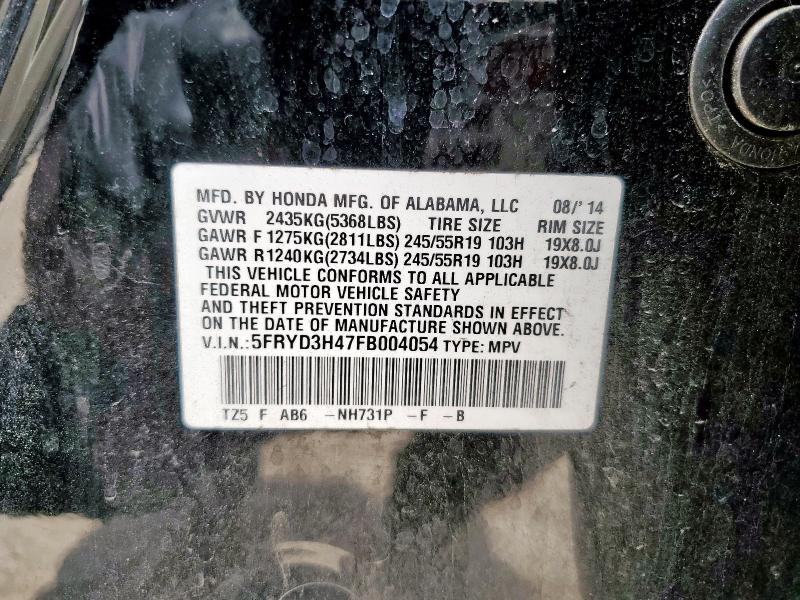 MFD. BY HONDA MFG. OF ALABAMA, LLC 08/' 14
GVWR 2435KG(5368LBS) TIRE SIZE RIM SIZE
GAWR F 1275KG(2811LBS) 245/55R19 103H 19X8.0J
GAWR R1240KG(2734LBS) 245/55R19 103H 19X8.0J
THIS VEHICLE CONFORMS TO ALL APPLICABLE
FEDERAL MOTOR VEHICLE SAFETY
AND THEFT PREVENTION STANDARDS IN EFFECT
ON THE DATE OF MANUFACTURE SHOWN ABOVE.
V.I.N.:5FRYD3H47FB004054 TYPE: MPV
TZ5 F AB6 -NH731P -F -B